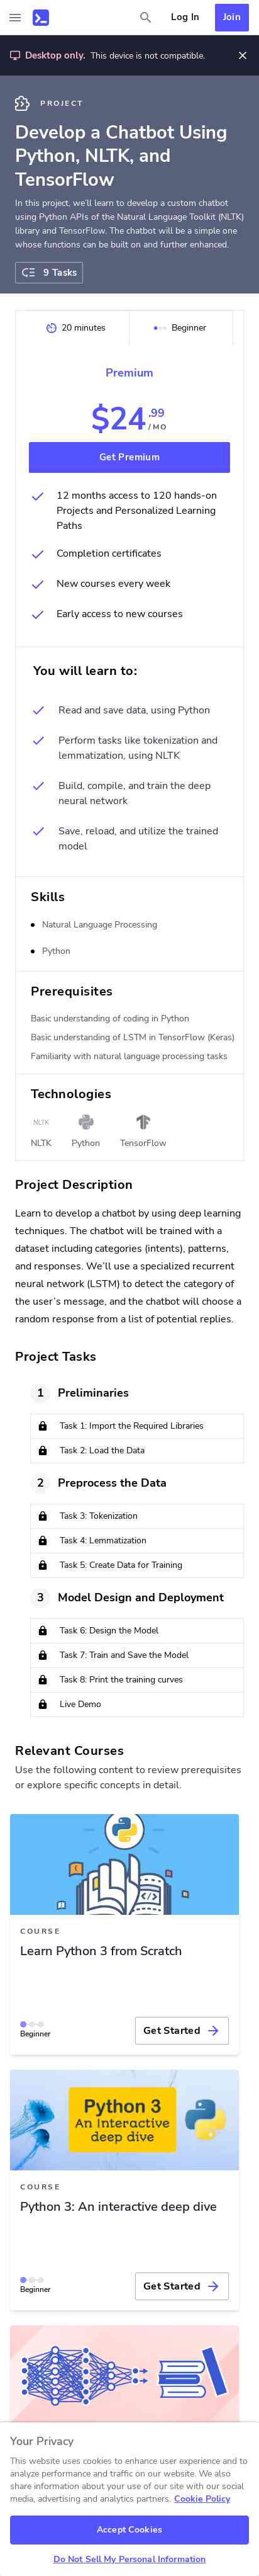 Log In
Join
Desktop only. This device is not compatible.
PROJECT
Develop a Chatbot Using
Python, NLTK, and
TensorFlow
In this project, we'll learn to develop a custom chatbot
using Python APIs of the Natural Language Toolkit (NLTK)
library and TensorFlow. The chatbot will be a simple one
whose functions can be built on and further enhanced.
9 Tasks
20 minutes
Beginner
Premium
$24.99
/ MO
Get Premium
12 months access to 120 hands-on
Projects and Personalized Learning
Paths
Completion certificates
New courses every week
Early access to new courses
You will learn to:
Read and save data, using Python
Perform tasks like tokenization and
lemmatization, using NLTK
Build, compile, and train the deep
neural network
Save, reload, and utilize the trained
model
Skills
Natural Language Processing
Python
Prerequisites
Basic understanding of coding in Python
Basic understanding of LSTM in TensorFlow (Keras)
Familiarity with natural language processing tasks
Technologies
NLTK
NLTK
Python
TensorFlow
Project Description
Learn to develop a chatbot by using deep learning
techniques. The chatbot will be trained with a
dataset including categories (intents), patterns,
and responses. We'll use a specialized recurrent
neural network (LSTM) to detect the category of
the user's message, and the chatbot will choose a
random response from a list of potential replies.
Project Tasks
1 Preliminaries
Task 1: Import the Required Libraries
Task 2: Load the Data
2 Preprocess the Data
Task 3: Tokenization
Task 4: Lemmatization
Task 5: Create Data for Training
3 Model Design and Deployment
Task 6: Design the Model
Task 7: Train and Save the Model
Task 8: Print the training curves
Live Demo
Relevant Courses
Use the following content to review prerequisites
or explore specific concepts in detail.
COURSE
Learn Python 3 from Scratch
Beginner
Get Started
Python 3
An Interactive
deep dive
COURSE
Python 3: An interactive deep dive
Beginner
Get Started
Your Privacy
This website uses cookies to enhance user experience and to
analyze performance and traffic on our website. We also
share information about your use of our site with our social
media, advertising and analytics partners. Cookie Policy
Accept Cookies
Do Not Sell My Personal Information